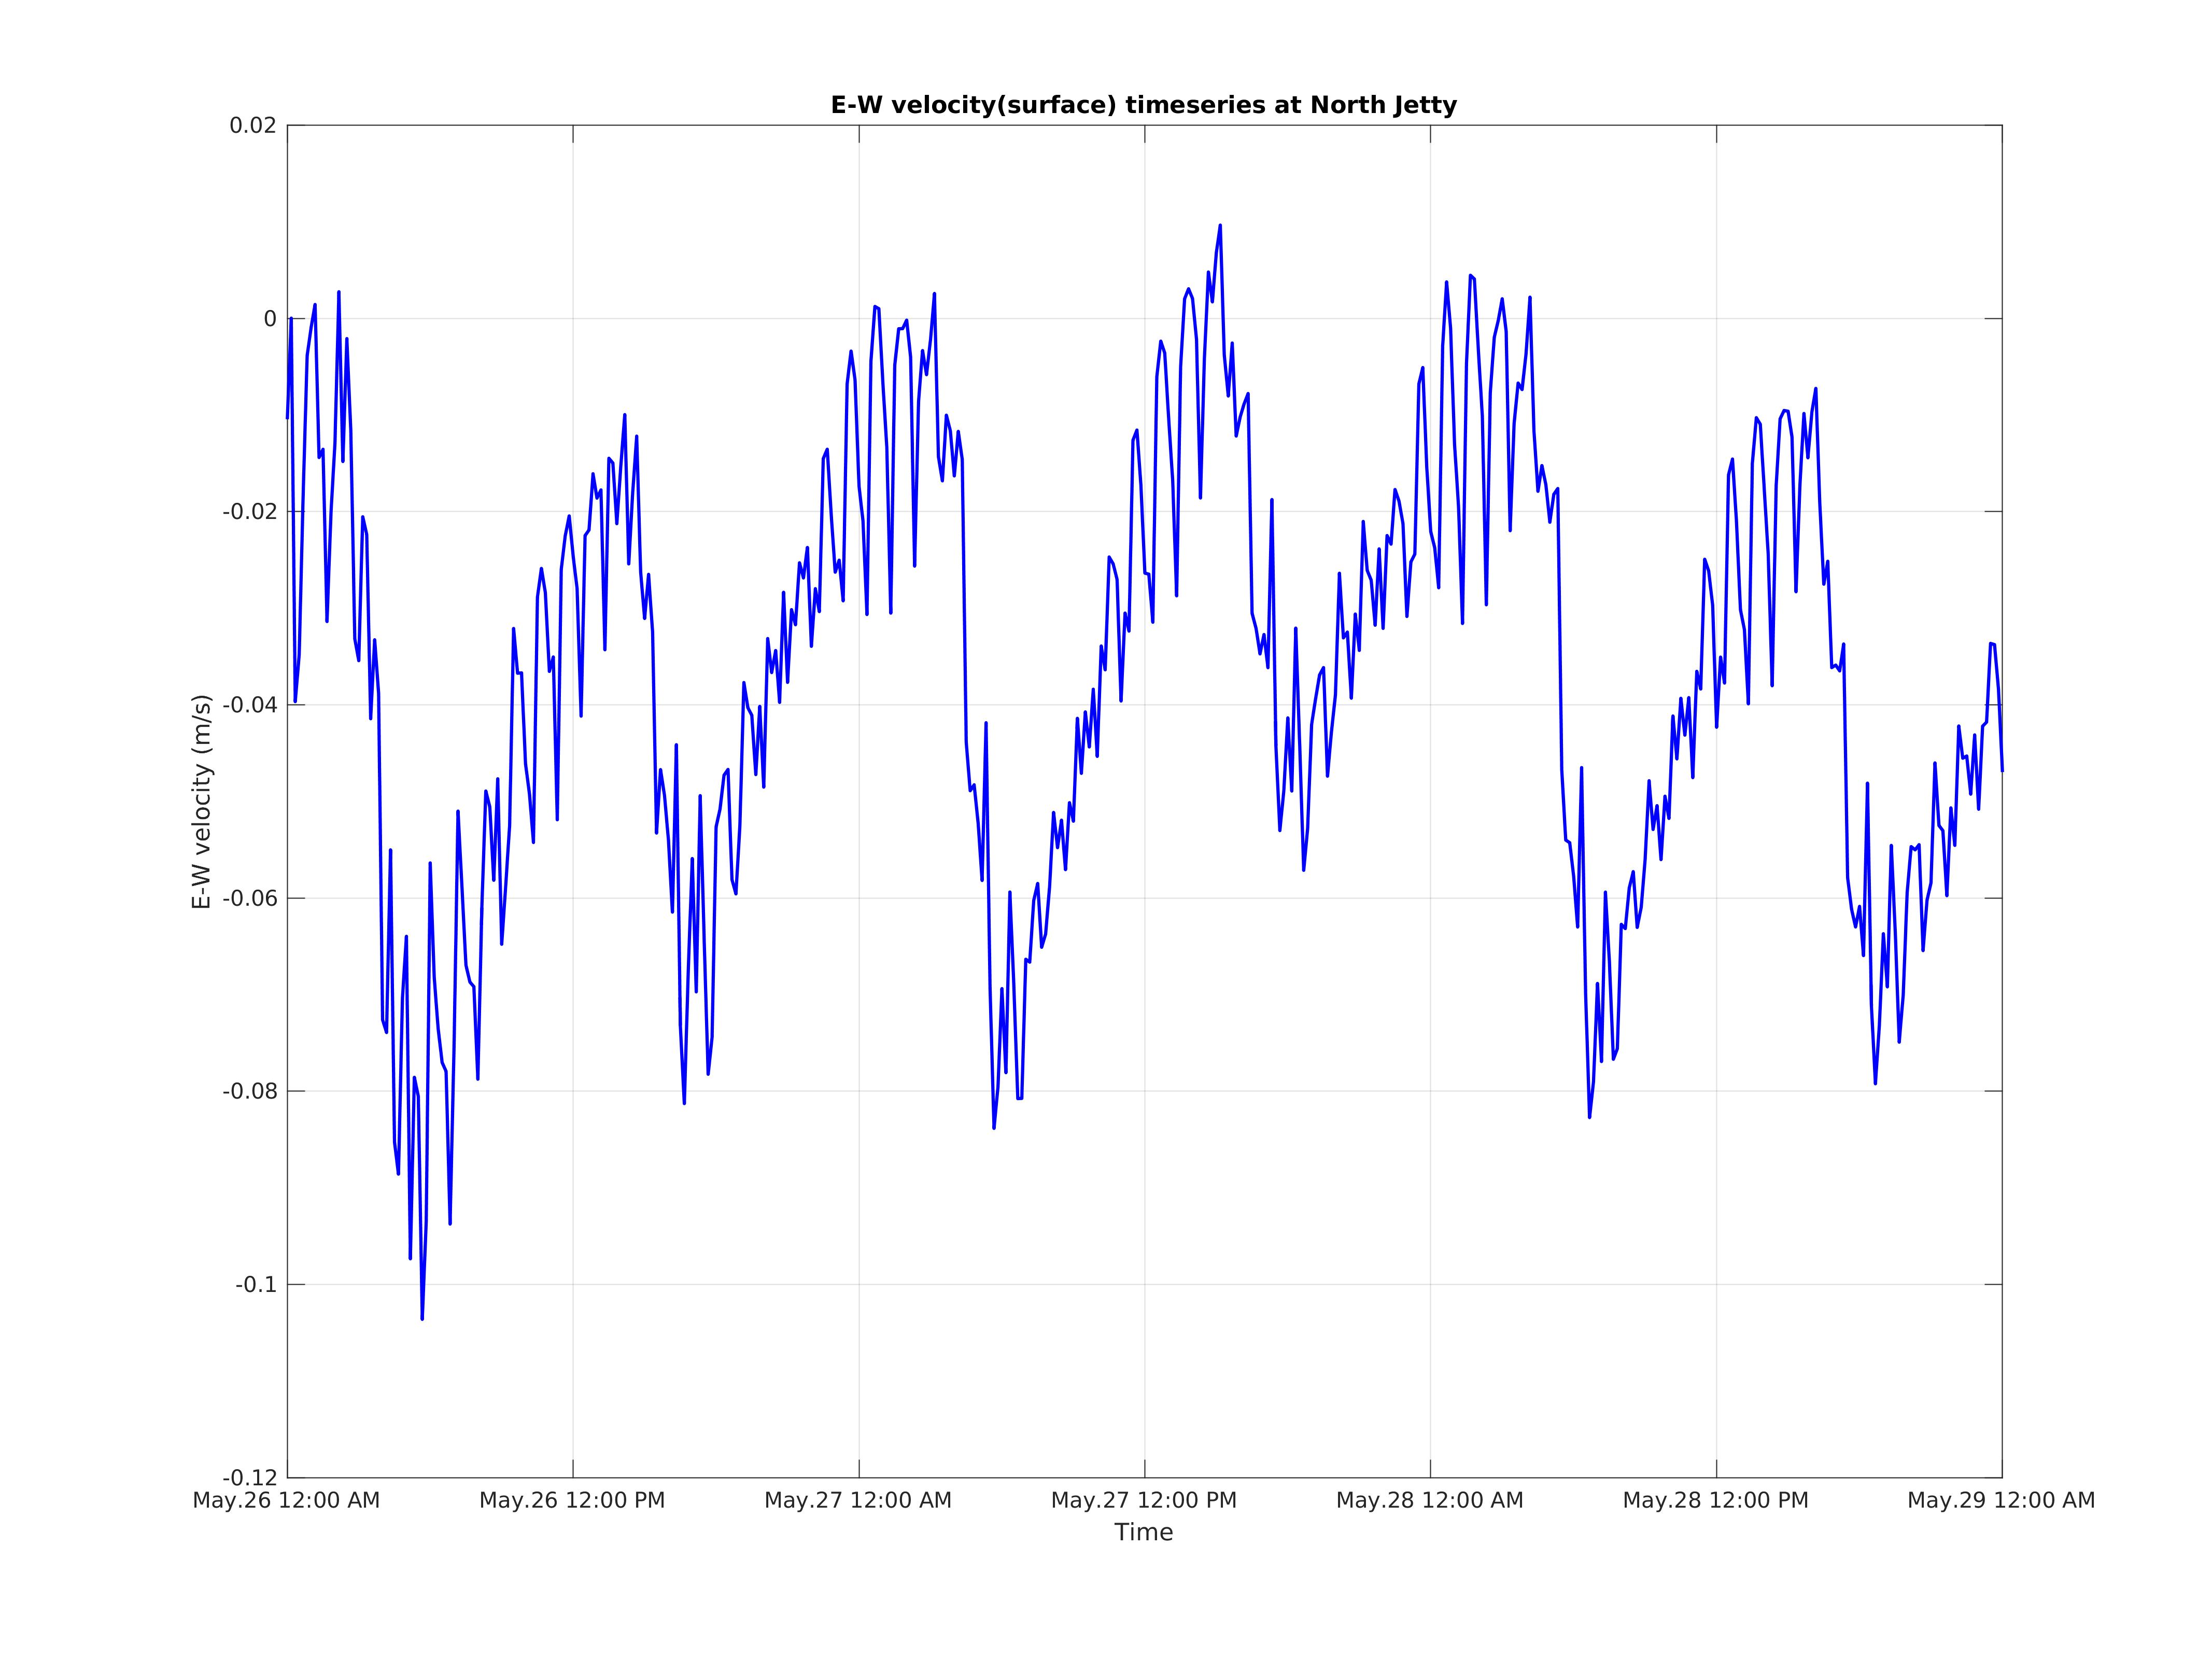 E-W velocity(surface) timeseries at North Jetty
0.02
0
-0.02
-0.04
-0.06
-0.08
-0.1
-0.12
E-W velocity (m/s)
May.26 12:00 AM
May.26 12:00 PM
May.27 12:00 AM
May.27 12:00 PM
May.28 12:00 AM
May.28 12:00 PM
May.29 12:00 AM
Time